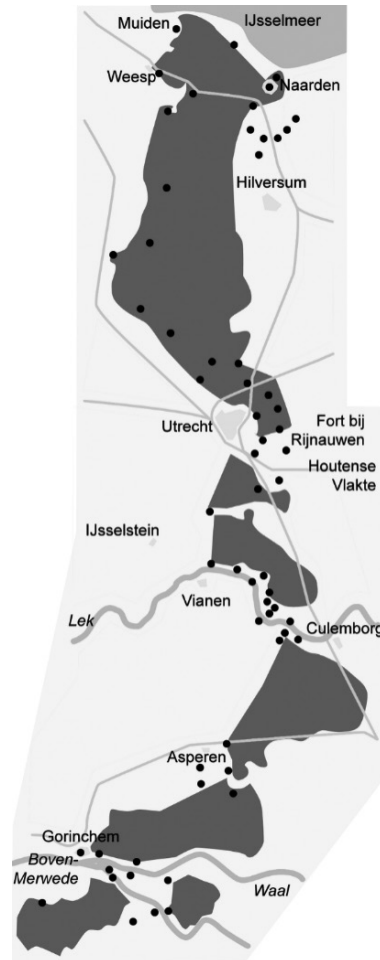 Muiden
IJsselmeer
Weesp
Naarden
Hilversum
Utrecht
Fort bij
Rijnauwen
Houtense
Vlakte
IJsselstein
Vianen
Lek
Culemborg
Asperen
Gorinchem
Boven-
Merwede
Waal